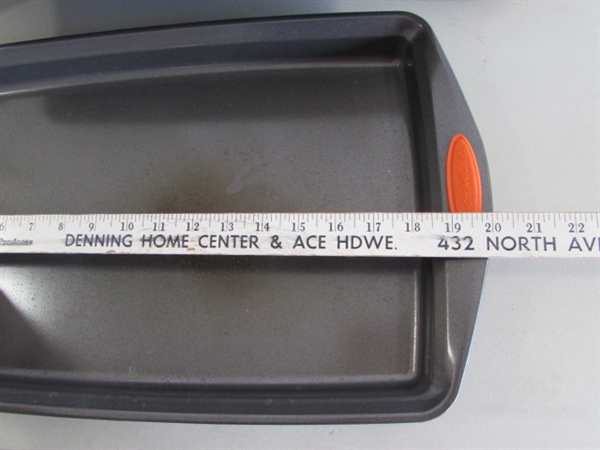 6 7 8 9 10 11 12 13 14 15 16 17 18 19 20 21 22
Products DENNING HOME CENTER & ACE HDWE. 432 NORTH AV